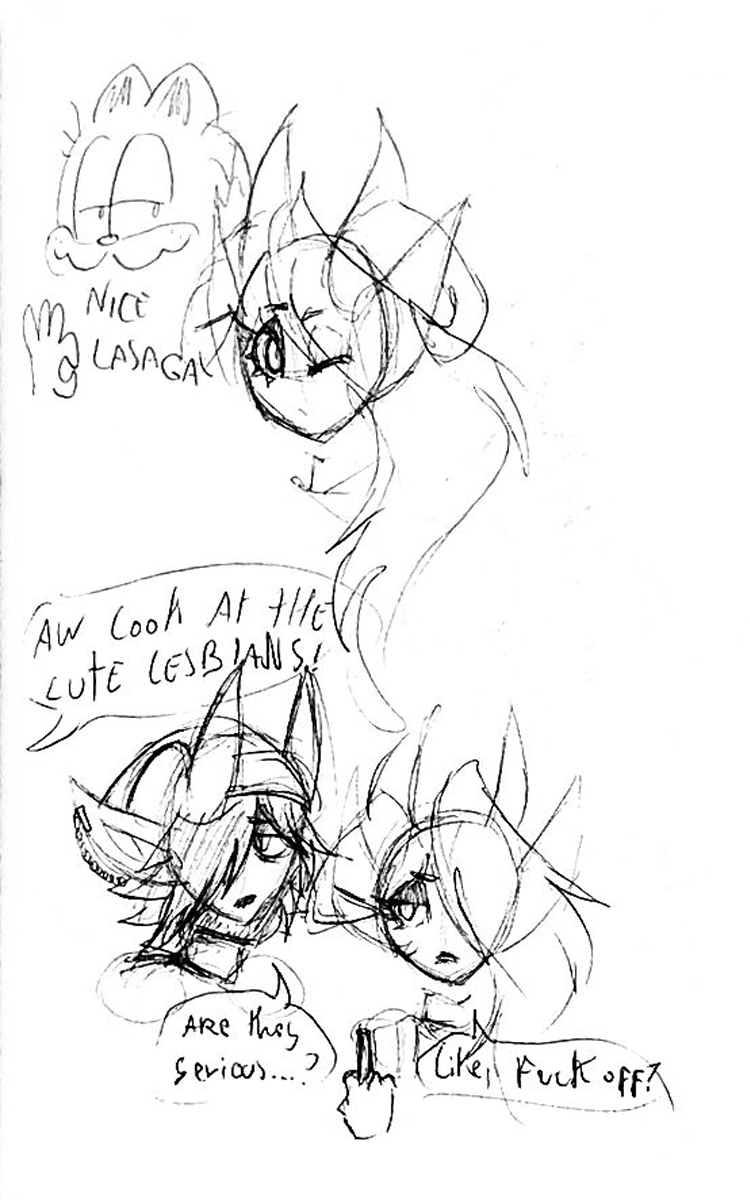 NICE
LASAGA
AW Look At tHE
CUtE LESBIANS!
ARe they
serious...?
Like, Fuck off?